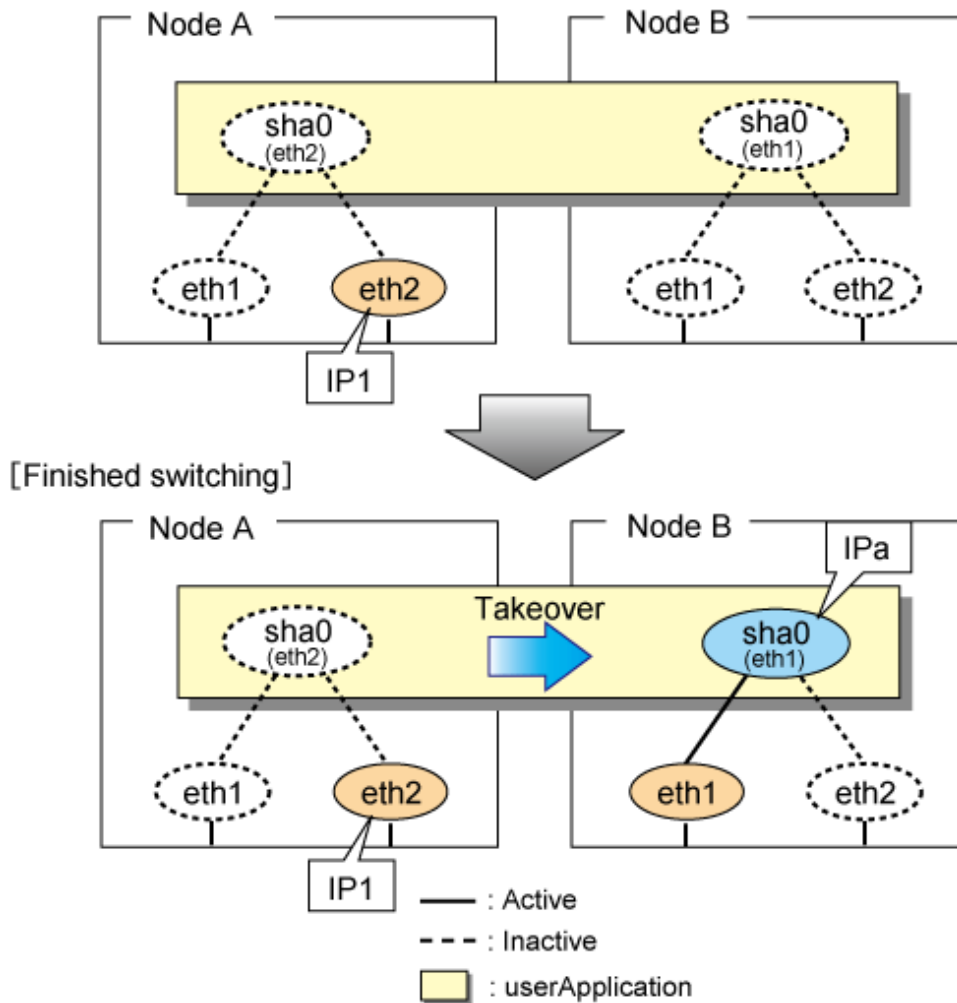 Node A
Node B
sha0
(eth2)
sha0
(eth1)
eth1
eth2
eth1
eth2
IP1
[Finished switching]
Node A
Node B
IPa
Takeover
sha0
(eth2)
sha0
(eth1)
eth1
eth2
eth1
eth2
IP1
: Active
: Inactive
: userApplication